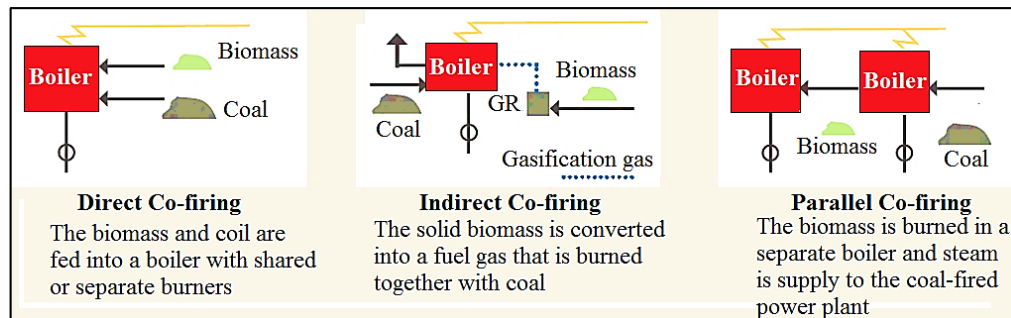 Boiler
Biomass
Coal
Direct Co-firing
The biomass and coil are
fed into a boiler with shared
or separate burners
Boiler
Biomass
GR
Coal
Gasification gas
Indirect Co-firing
The solid biomass is converted
into a fuel gas that is burned
together with coal
Boiler
Boiler
Biomass
Coal
Parallel Co-firing
The biomass is burned in a
separate boiler and steam
is supply to the coal-fired
power plant